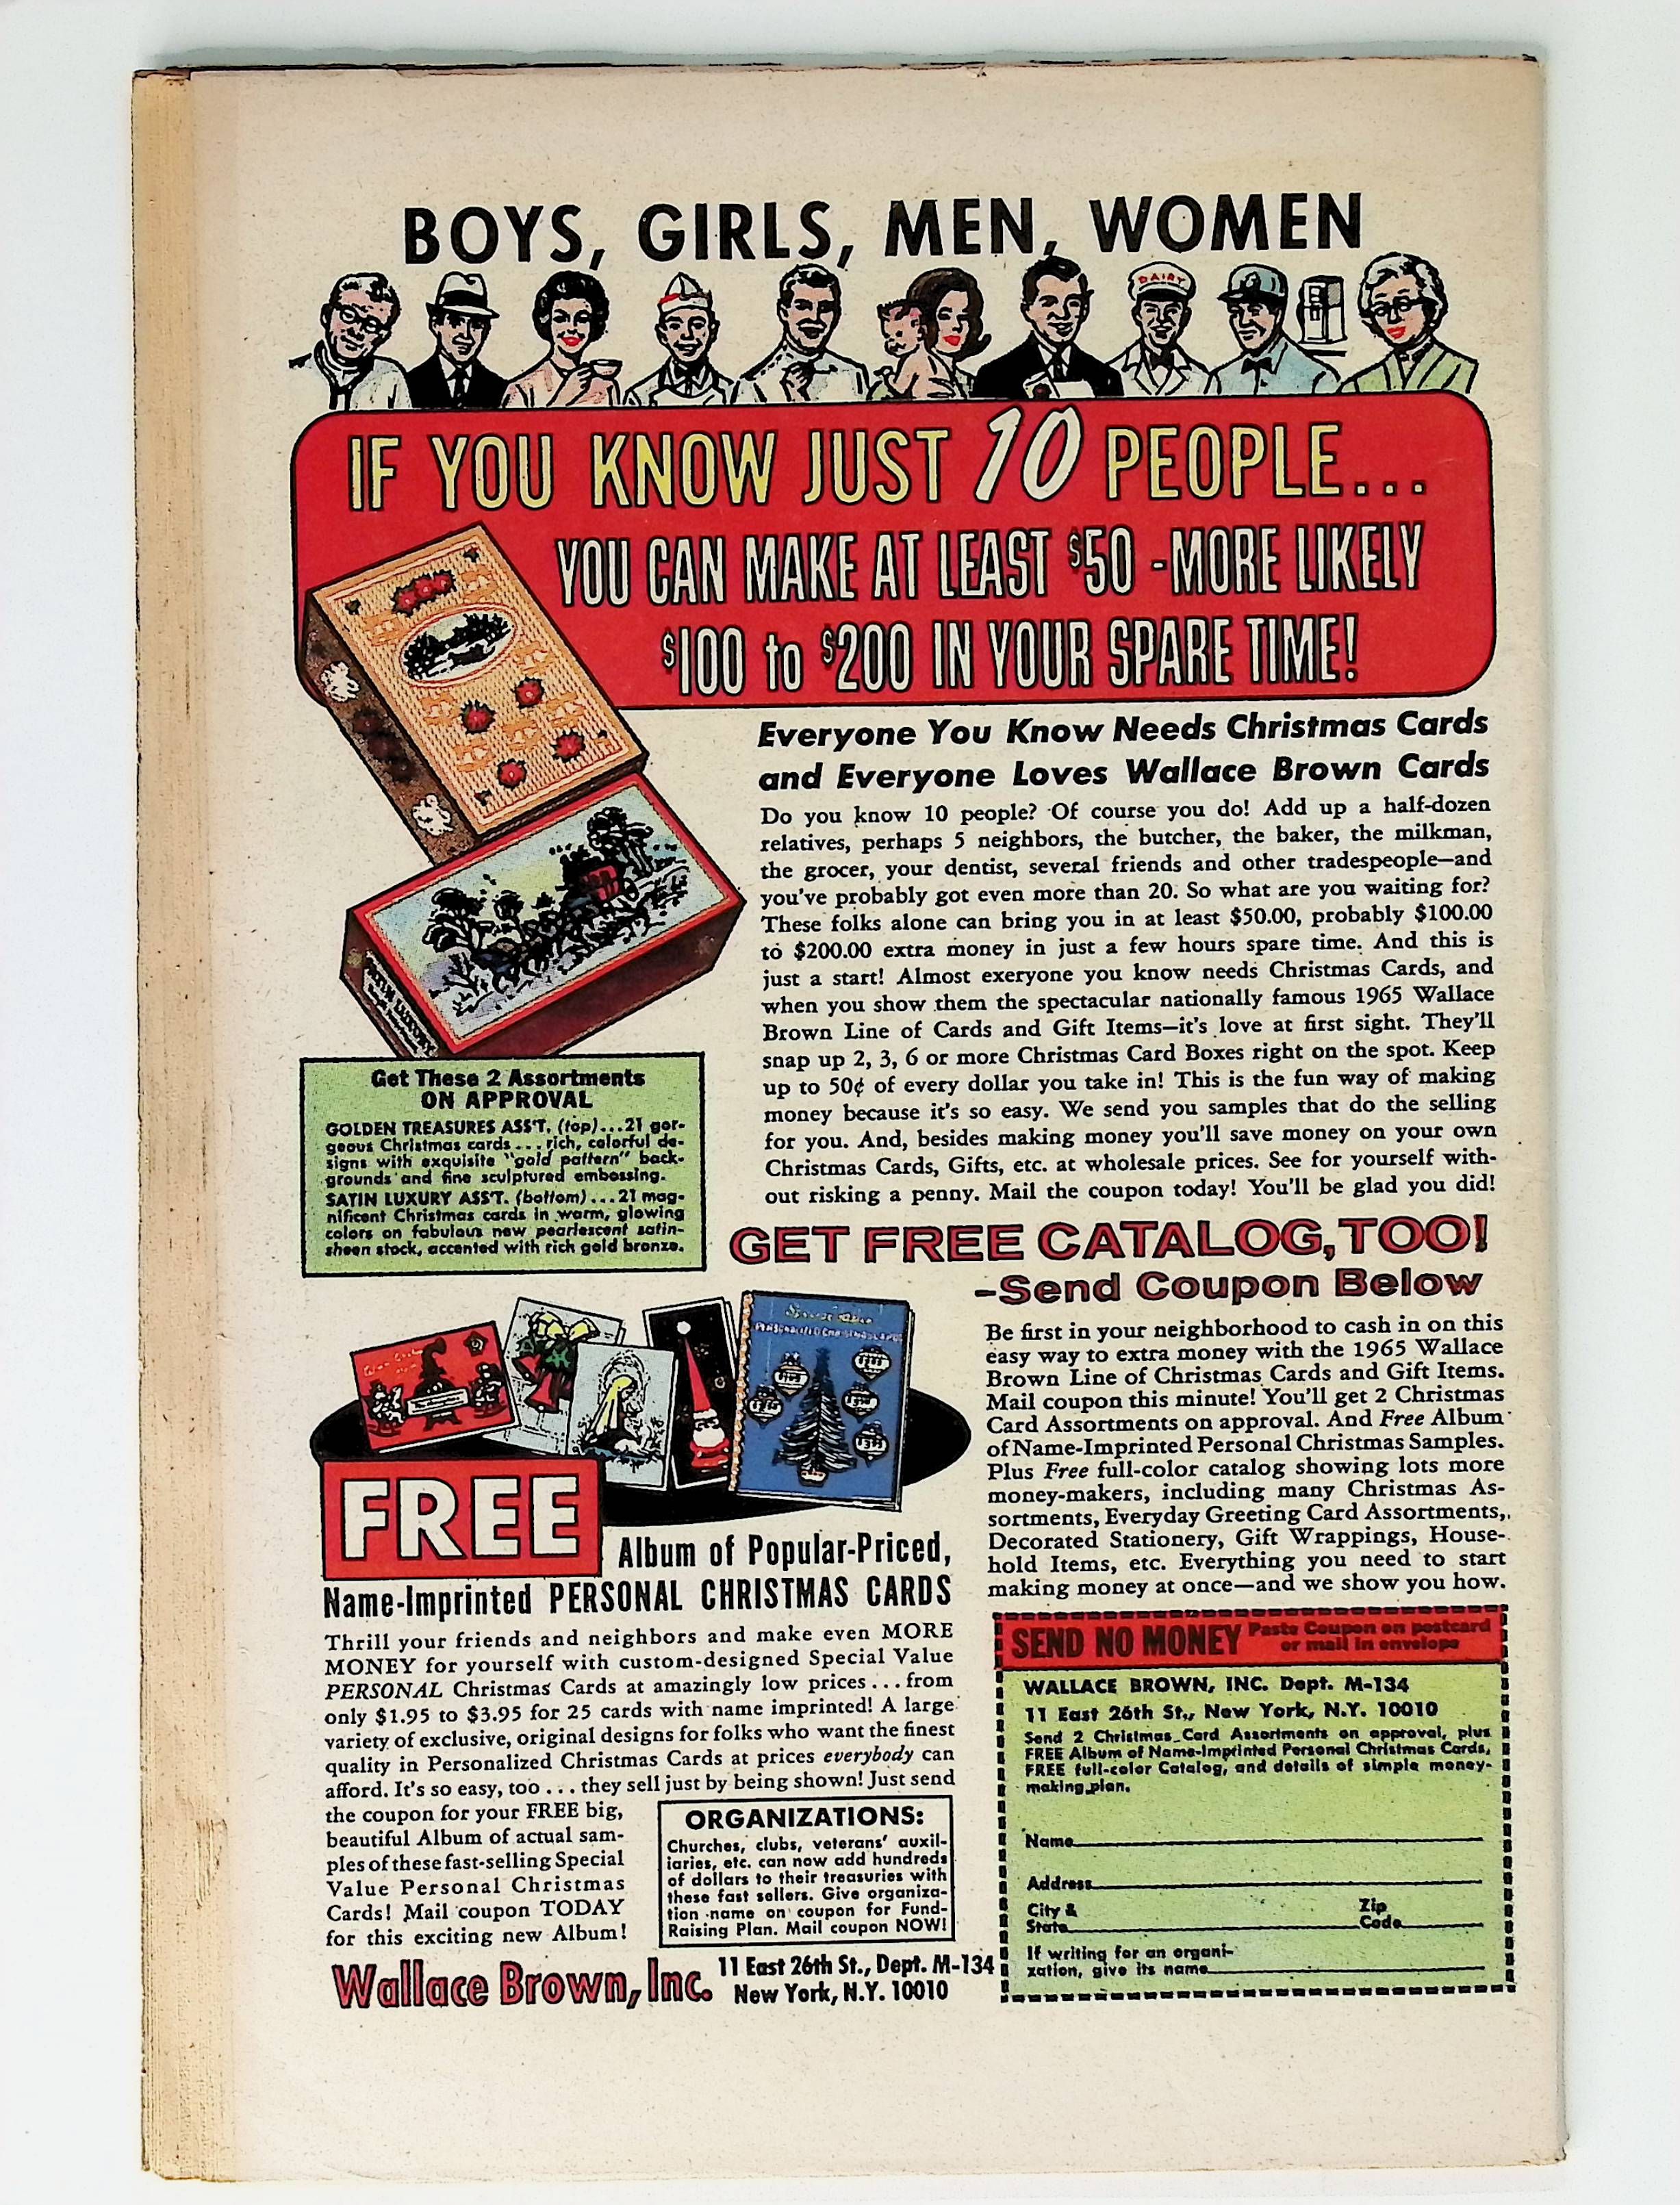 BOYS, GIRLS, MEN, WOMEN
DAIRY
IF YOU KNOW JUST 10 PEOPLE...
YOU CAN MAKE AT LEAST $50 -MORE LIKELY
$100 to $200 IN YOUR SPARE TIME!
Everyone You Know Needs Christmas Cards
and Everyone Loves Wallace Brown Cards
Do you know 10 people? Of course you do! Add up a half-dozen
relatives, perhaps 5 neighbors, the butcher, the baker, the milkman,
the grocer, your dentist, several friends and other tradespeople—and
you've probably got even more than 20. So what are you waiting for?
These folks alone can bring you in at least $50.00, probably $100.00
to $200.00 extra money in just a few hours spare time. And this is
just a start! Almost exeryone you know needs Christmas Cards, and
when you show them the spectacular nationally famous 1965 Wallace
Brown Line of Cards and Gift Items—it's love at first sight. They'll
snap up 2, 3, 6 or more Christmas Card Boxes right on the spot. Keep
up to 50¢ of every dollar you take in! This is the fun way of making
money because it's so easy. We send you samples that do the selling
for you. And, besides making money you'll save money on your own
Christmas Cards, Gifts, etc. at wholesale prices. See for yourself with-
out risking a penny. Mail the coupon today! You'll be glad you did!
Get These 2 Assortments
ON APPROVAL
GOLDEN TREASURES ASS'T. (top)...21 gor-
geous Christmas cards...rich, colorful de-
signs with exquisite "gold pattern" back-
grounds and fine sculptured embossing.
SATIN LUXURY ASS'T. (bottom)...21 mag-
nificent Christmas cards in warm, glowing
colors on fabulous new pearlescent satin-
sheen stock, accented with rich gold bronze.
GET FREE CATALOG, TOO!
-Send Coupon Below
Be first in your neighborhood to cash in on this
easy way to extra money with the 1965 Wallace
Brown Line of Christmas Cards and Gift Items.
Mail coupon this minute! You'll get 2 Christmas
Card Assortments on approval. And Free Album
of Name-Imprinted Personal Christmas Samples.
Plus Free full-color catalog showing lots more
money-makers, including many Christmas As-
sortments, Everyday Greeting Card Assortments,
Decorated Stationery, Gift Wrappings, House-
hold Items, etc. Everything you need to start
making money at once—and we show you how.
PERSONALIZED CHRISTMAS CARDS
FREE
Album of Popular-Priced,
Name-Imprinted PERSONAL CHRISTMAS CARDS
Thrill your friends and neighbors and make even MORE
MONEY for yourself with custom-designed Special Value
PERSONAL Christmas Cards at amazingly low prices...from
only $1.95 to $3.95 for 25 cards with name imprinted! A large
variety of exclusive, original designs for folks who want the finest
quality in Personalized Christmas Cards at prices everybody can
afford. It's so easy, too...they sell just by being shown! Just send
the coupon for your FREE big,
beautiful Album of actual sam-
ples of these fast-selling Special
Value Personal Christmas
Cards! Mail coupon TODAY
for this exciting new Album!
ORGANIZATIONS:
Churches, clubs, veterans' auxil-
iaries, etc. can now add hundreds
of dollars to their treasuries with
these fast sellers. Give organiza-
tion name on coupon for Fund-
Raising Plan. Mail coupon NOW!
Wallace Brown, Inc.
11 East 26th St., Dept. M-134
New York, N.Y. 10010
SEND NO MONEY
Paste Coupon on postcard
or mail in envelope
WALLACE BROWN, INC. Dept. M-134
11 East 26th St., New York, N.Y. 10010
Send 2 Christmas Card Assortments on approval, plus
FREE Album of Name-Imprinted Personal Christmas Cards,
FREE full-color Catalog, and details of simple money-
making plan.
Name
Address
City &
State
Zip
Code
If writing for an organi-
zation, give its name